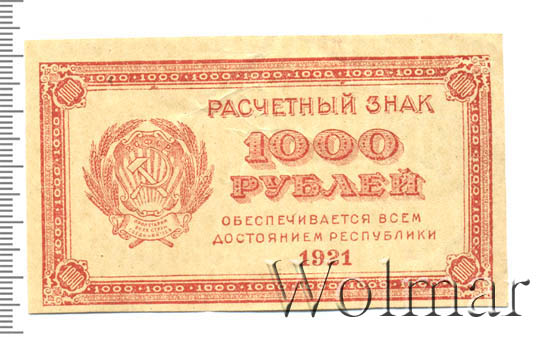 РАСЧЕТНЫЙ ЗНАК
1000
РУБЛЕЙ
ОБЕСПЕЧИВАЕТСЯ ВСЕМ
ДОСТОЯНИЕМ РЕСПУБЛИКИ
1921
Wolmar